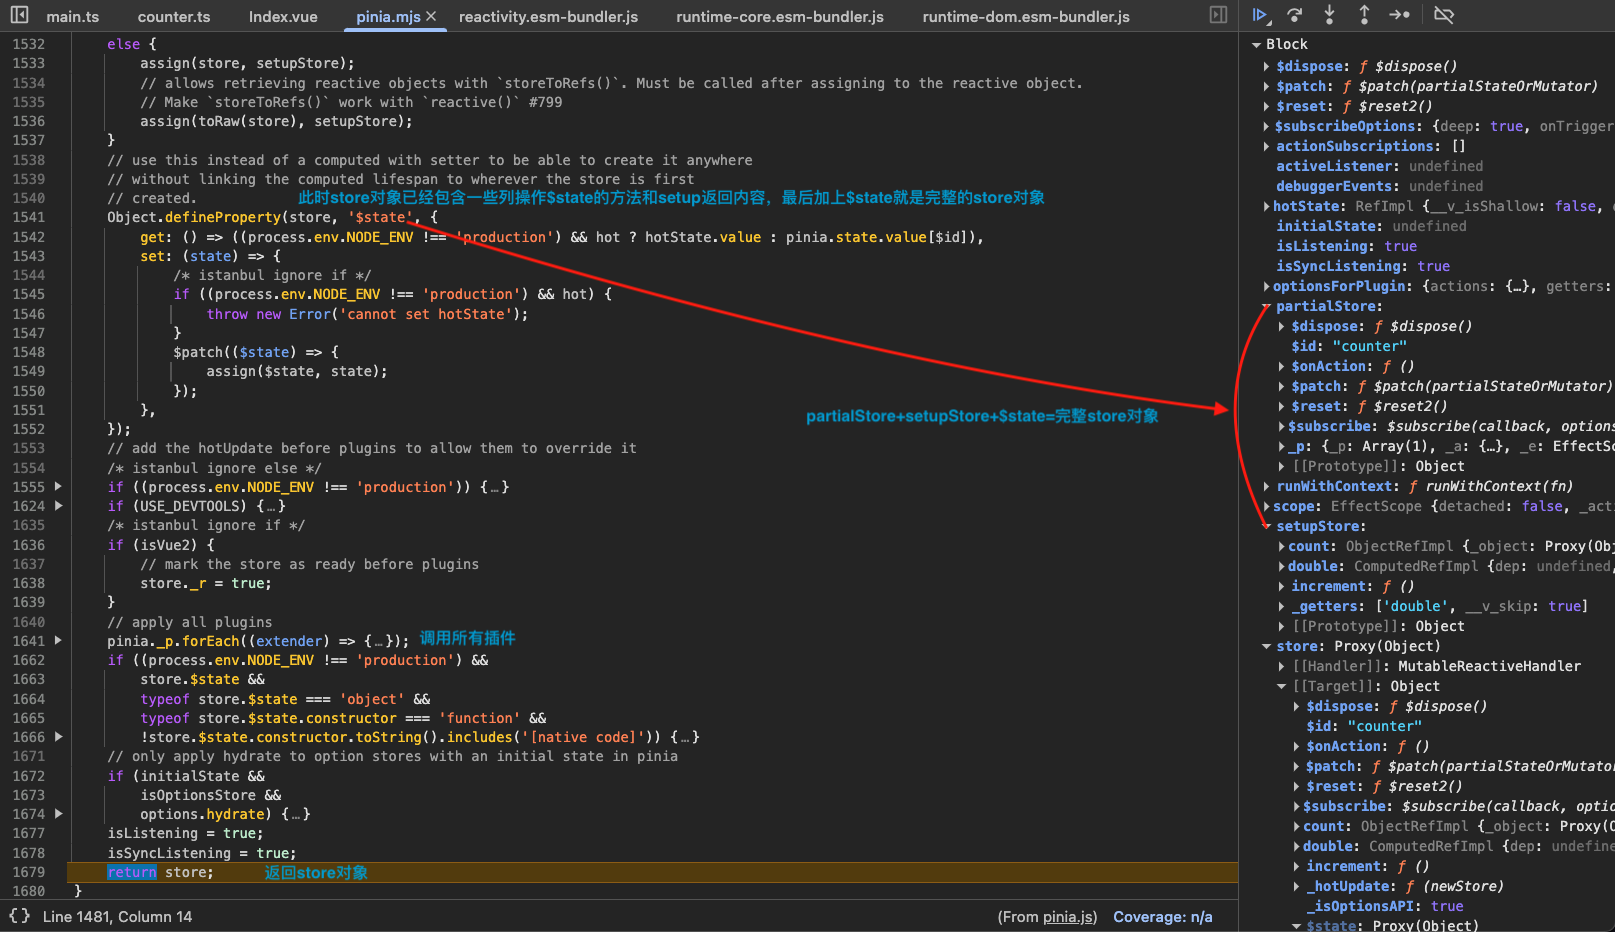 main.ts counter.ts Index.vue pinia.mjs reactivity.esm-bundler.js runtime-core.esm-bundler.js runtime-dom.esm-bundler.js
1532 else {
1533 assign(store, setupStore);
1534 // allows retrieving reactive objects with `storeToRefs()`. Must be called after assigning to the reactive object.
1535 // Make `storeToRefs()` work with `reactive()` #799
1536 assign(toRaw(store), setupStore);
1537 }
1538 // use this instead of a computed with setter to be able to create it anywhere
1539 // without linking the computed lifespan to wherever the store is first
1540 // created. 此时store对象已经包含一些列操作$state的方法和setup返回内容，最后加上$state就是完整的store对象
1541 Object.defineProperty(store, '$state', {
1542 get: () => ((process.env.NODE_ENV !== 'production') && hot ? hotState.value : pinia.state.value[$id]),
1543 set: (state) => {
1544 /* istanbul ignore if */
1545 if ((process.env.NODE_ENV !== 'production') && hot) {
1546 throw new Error('cannot set hotState');
1547 }
1548 $patch(($state) => {
1549 assign($state, state);
1550 });
1551 },
partialStore+setupStore+$state=完整store对象
1552 });
1553 // add the hotUpdate before plugins to allow them to override it
1554 /* istanbul ignore else */
1555 if ((process.env.NODE_ENV !== 'production')) {…}
1624 if (USE_DEVTOOLS) {…}
1635 /* istanbul ignore if */
1636 if (isVue2) {
1637 // mark the store as ready before plugins
1638 store._r = true;
1639 }
1640 // apply all plugins
1641 pinia._p.forEach((extender) => {…}); 调用所有插件
1662 if ((process.env.NODE_ENV !== 'production') &&
1663 store.$state &&
1664 typeof store.$state === 'object' &&
1665 typeof store.$state.constructor === 'function' &&
1666 !store.$state.constructor.toString().includes('[native code]')) {…}
1671 // only apply hydrate to option stores with an initial state in pinia
1672 if (initialState &&
1673 isOptionsStore &&
1674 options.hydrate) {…}
1677 isListening = true;
1678 isSyncListening = true;
1679 return store; 返回store对象
1680 }
{} Line 1481, Column 14 (From pinia.js) Coverage: n/a
Block
$dispose: ƒ $dispose()
$patch: ƒ $patch(partialStateOrMutator)
$reset: ƒ $reset2()
$subscribeOptions: {deep: true, onTrigger
actionSubscriptions: []
activeListener: undefined
debuggerEvents: undefined
hotState: RefImpl {__v_isShallow: false,
initialState: undefined
isListening: true
isSyncListening: true
optionsForPlugin: {actions: {…}, getters:
partialStore:
$dispose: ƒ $dispose()
$id: "counter"
$onAction: ƒ ()
$patch: ƒ $patch(partialStateOrMutator)
$reset: ƒ $reset2()
$subscribe: $subscribe(callback, options
_p: {_p: Array(1), _a: {…}, _e: EffectSc
[[Prototype]]: Object
runWithContext: ƒ runWithContext(fn)
scope: EffectScope {detached: false, _acti
setupStore:
count: ObjectRefImpl {_object: Proxy(Obj
double: ComputedRefImpl {dep: undefined,
increment: ƒ ()
_getters: ['double', __v_skip: true]
[[Prototype]]: Object
store: Proxy(Object)
[[Handler]]: MutableReactiveHandler
[[Target]]: Object
$dispose: ƒ $dispose()
$id: "counter"
$onAction: ƒ ()
$patch: ƒ $patch(partialStateOrMutator
$reset: ƒ $reset2()
$subscribe: $subscribe(callback, optio
count: ObjectRefImpl {_object: Proxy(O
double: ComputedRefImpl {dep: undefine
increment: ƒ ()
_hotUpdate: ƒ (newStore)
_isOptionsAPI: true
$state: Proxy(Object)